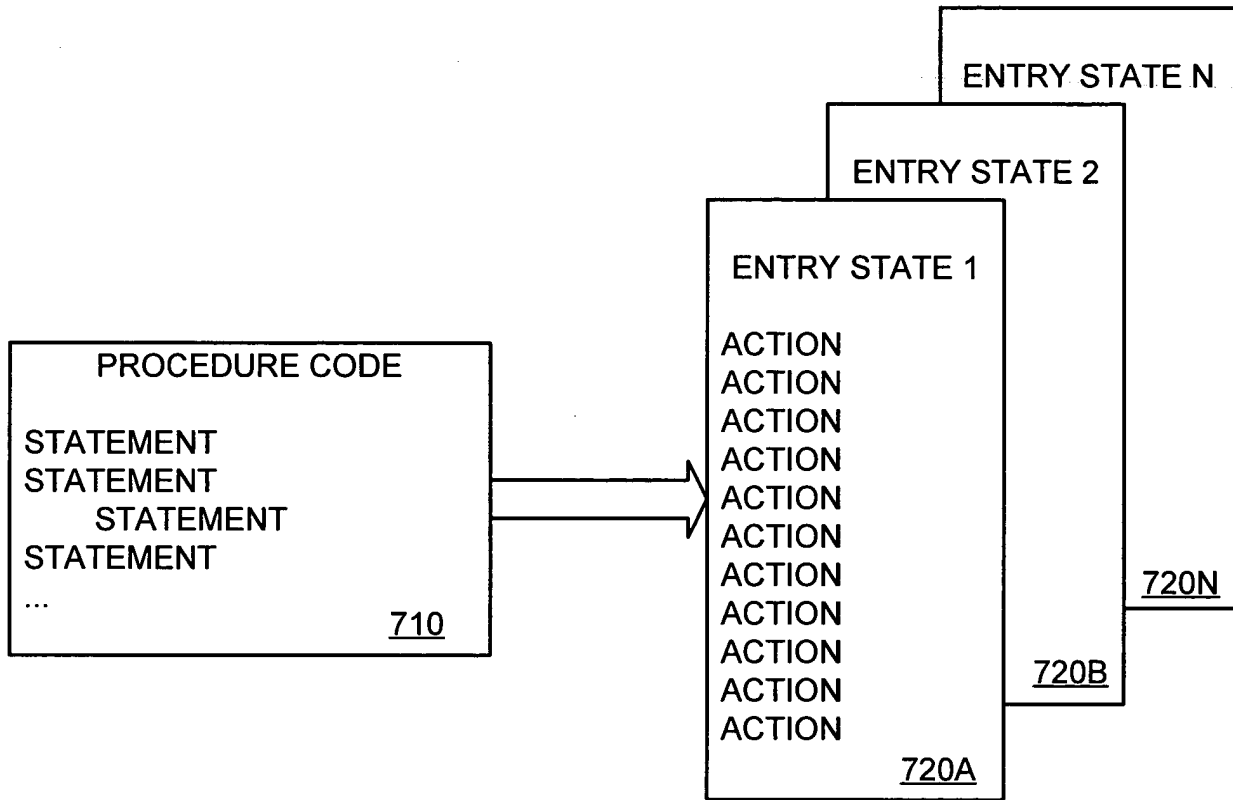 PROCEDURE CODE
STATEMENT
STATEMENT
STATEMENT
STATEMENT
...
710
ENTRY STATE 1
ACTION
ACTION
ACTION
ACTION
ACTION
ACTION
ACTION
ACTION
ACTION
ACTION
ACTION
720A
ENTRY STATE 2
720B
ENTRY STATE N
720N